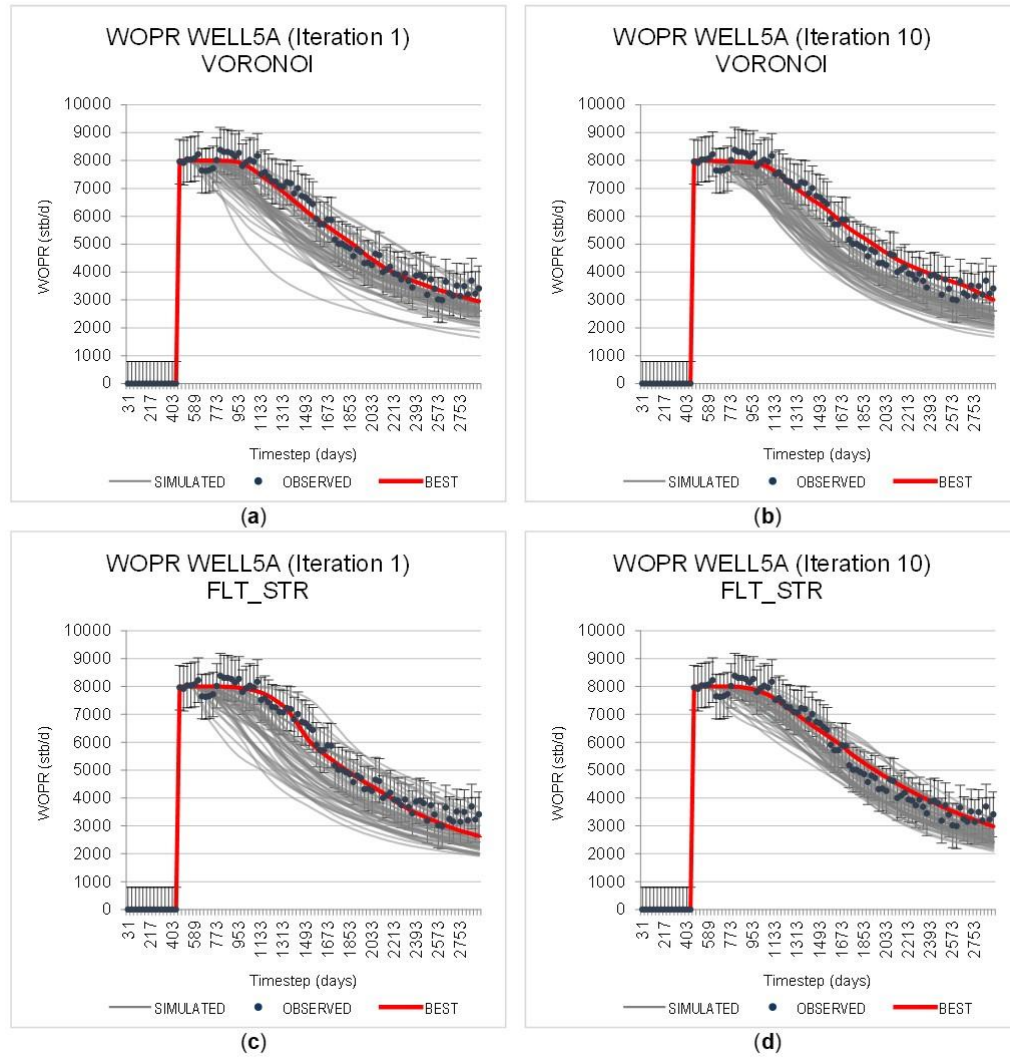 WOPR WELL5A (Iteration 1)
VORONOI
10000
9000
8000
7000
6000
5000
4000
3000
2000
1000
0
WOPR (stb/d)
31 217 403 589 773 953 1133 1313 1493 1673 1853 2033 2213 2393 2573 2753
Timestep (days)
SIMULATED OBSERVED BEST
(a)
WOPR WELL5A (Iteration 10)
VORONOI
10000
9000
8000
7000
6000
5000
4000
3000
2000
1000
0
WOPR (stb/d)
31 217 403 589 773 953 1133 1313 1493 1673 1853 2033 2213 2393 2573 2753
Timestep (days)
SIMULATED OBSERVED BEST
(b)
WOPR WELL5A (Iteration 1)
FLT_STR
10000
9000
8000
7000
6000
5000
4000
3000
2000
1000
0
WOPR (stb/d)
31 217 403 589 773 953 1133 1313 1493 1673 1853 2033 2213 2393 2573 2753
Timestep (days)
SIMULATED OBSERVED BEST
(c)
WOPR WELL5A (Iteration 10)
FLT_STR
10000
9000
8000
7000
6000
5000
4000
3000
2000
1000
0
WOPR (stb/d)
31 217 403 589 773 953 1133 1313 1493 1673 1853 2033 2213 2393 2573 2753
Timestep (days)
SIMULATED OBSERVED BEST
(d)